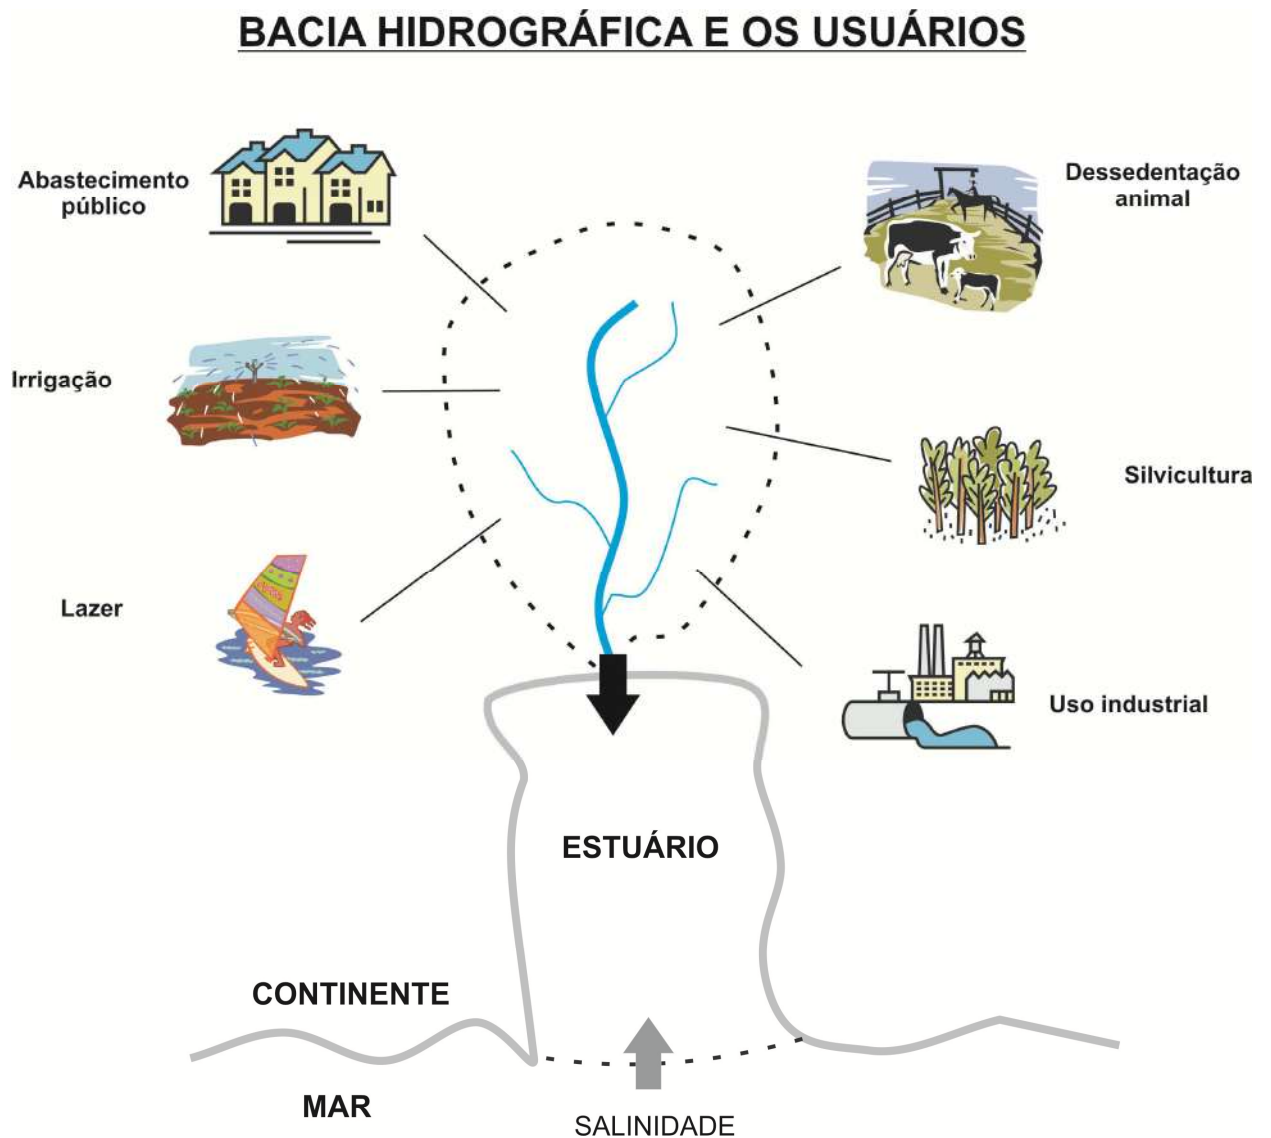 BACIA HIDROGRÁFICA E OS USUÁRIOS
Abastecimento
público
Dessedentação
animal
Irrigação
Silvicultura
Lazer
Uso industrial
ESTUÁRIO
CONTINENTE
MAR
SALINIDADE